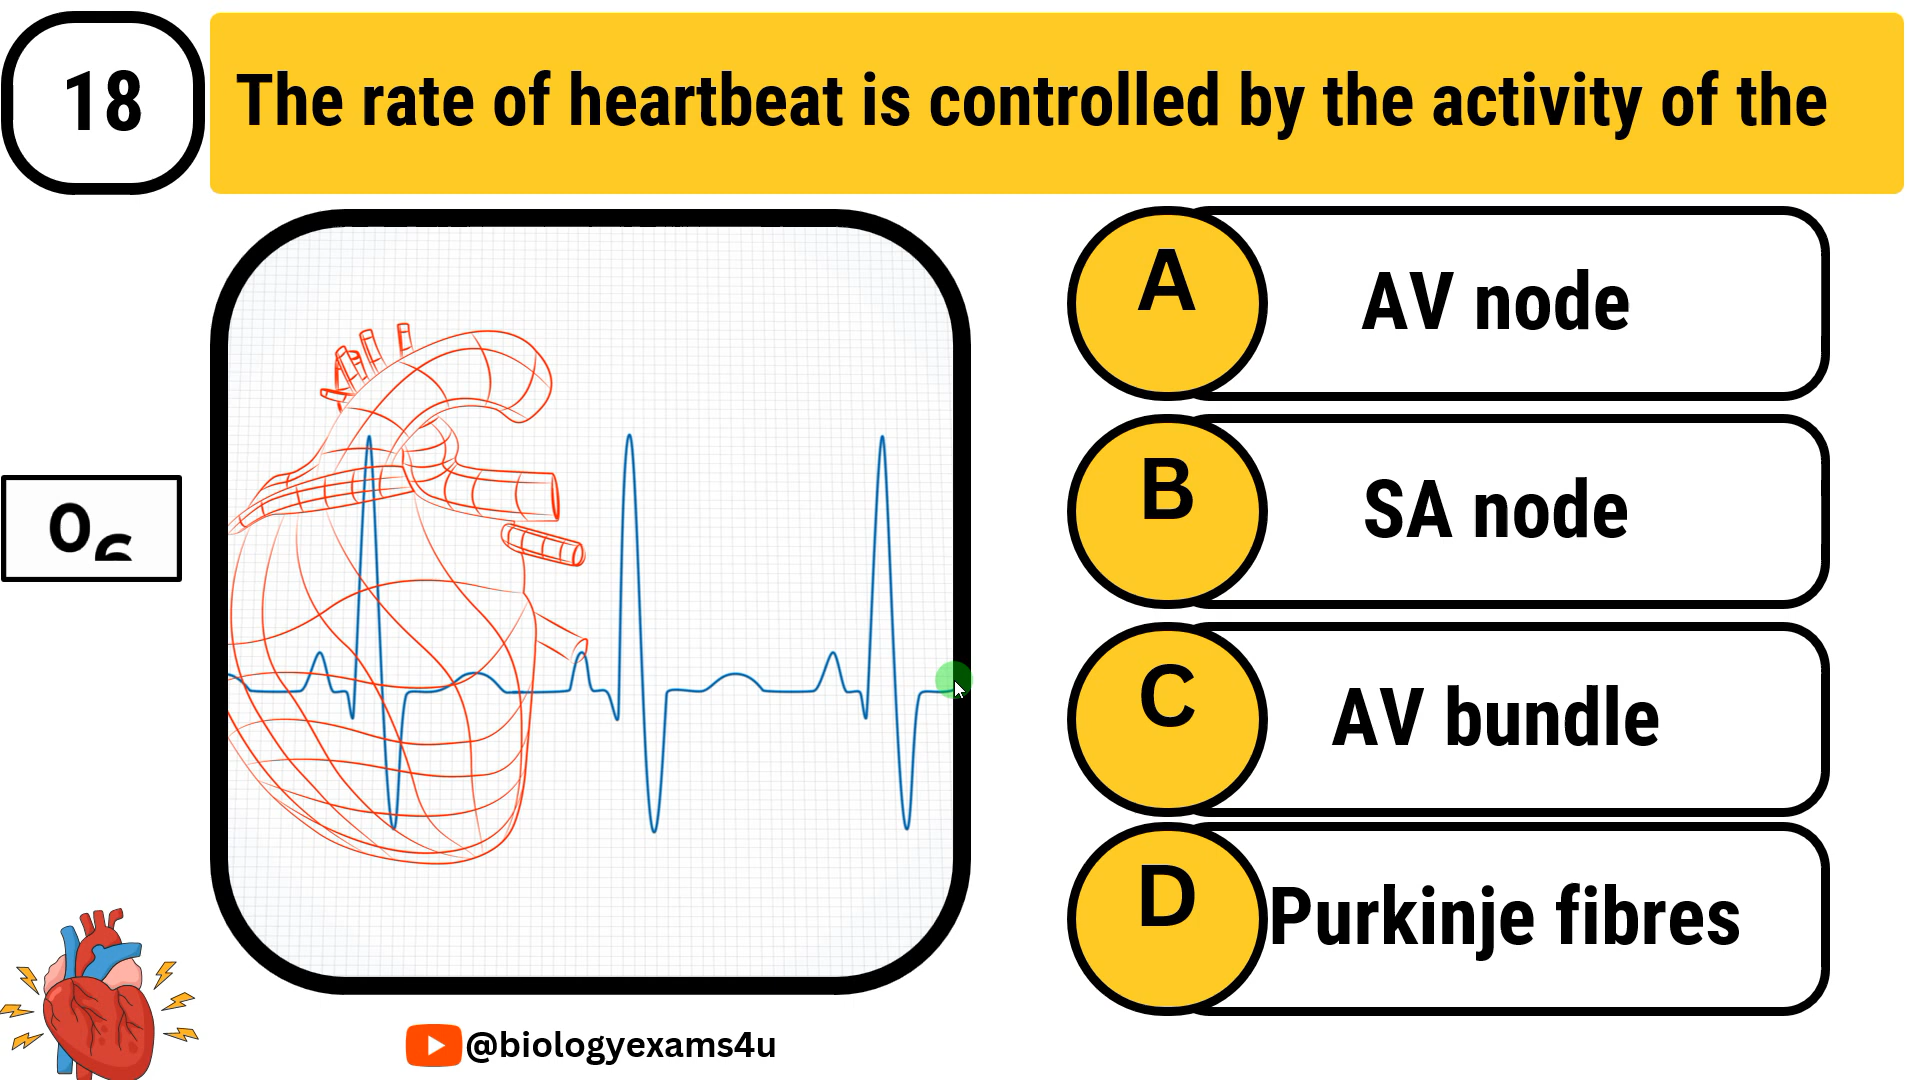 18
The rate of heartbeat is controlled by the activity of the
A
AV node
B
SA node
C
AV bundle
D
Purkinje fibres
06
@biologyexams4u